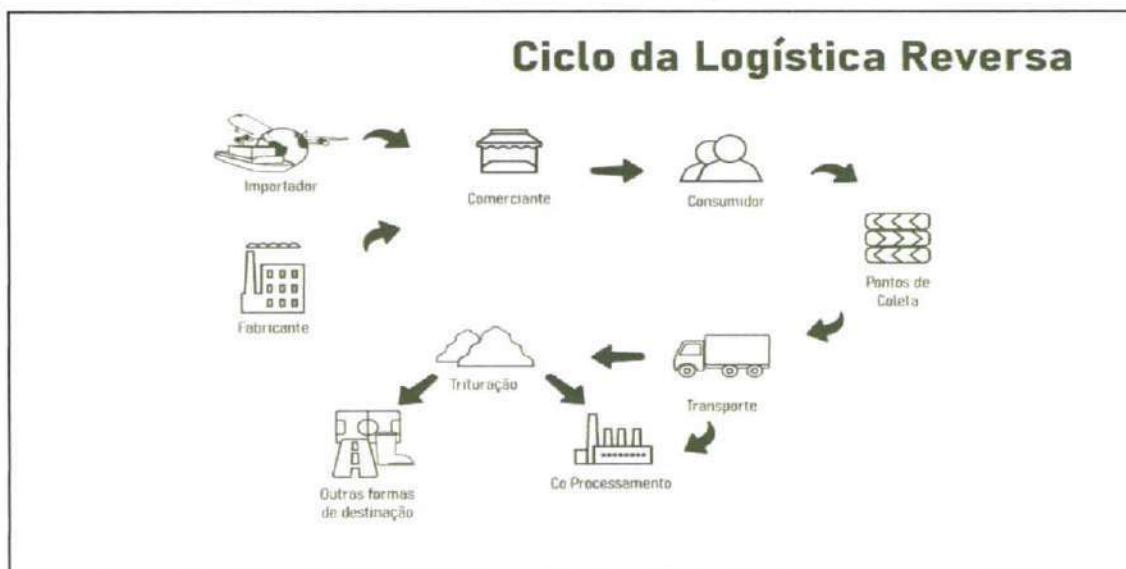 Ciclo da Logística Reversa
Importador
Comerciante
Consumidor
Fabricante
Pontos de
Coleta
Trituração
Transporte
Outras formas
de destinação
Co Processamento